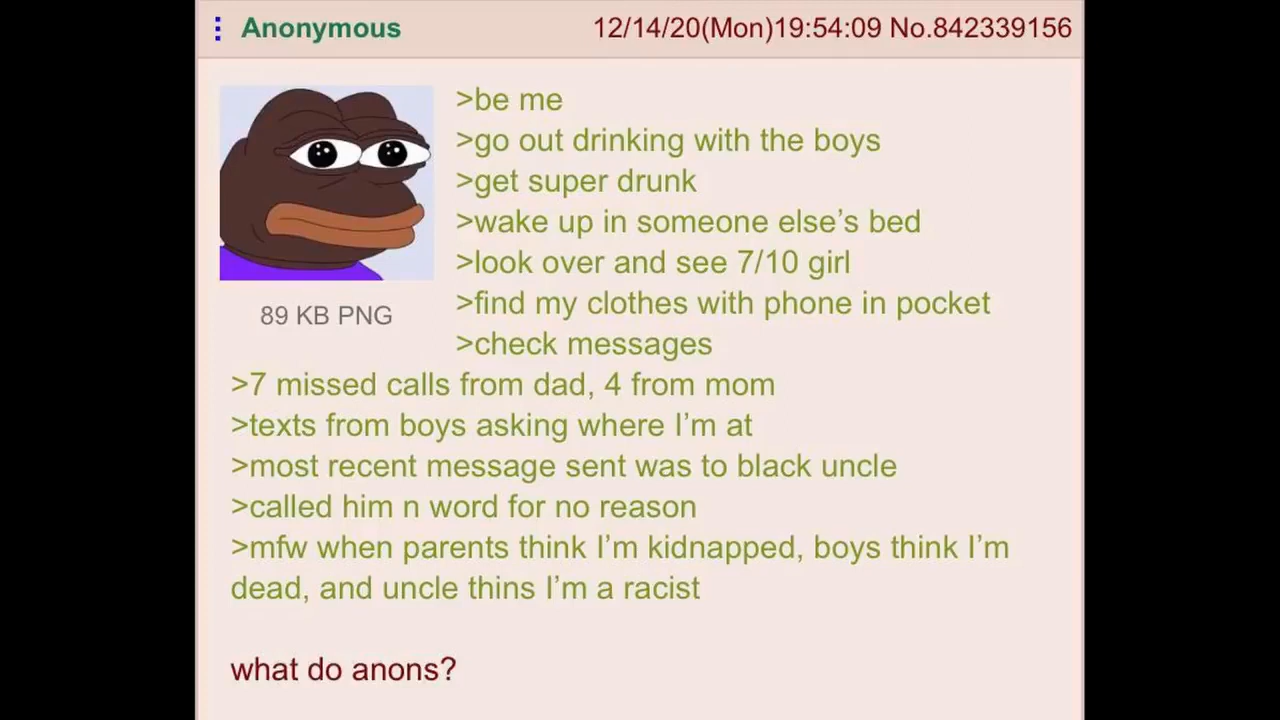 Anonymous 12/14/20(Mon)19:54:09 No.842339156
>be me
>go out drinking with the boys
>get super drunk
>wake up in someone else’s bed
>look over and see 7/10 girl
>find my clothes with phone in pocket
89 KB PNG
>check messages
>7 missed calls from dad, 4 from mom
>texts from boys asking where I’m at
>most recent message sent was to black uncle
>called him n word for no reason
>mfw when parents think I’m kidnapped, boys think I’m
dead, and uncle thins I’m a racist
what do anons?